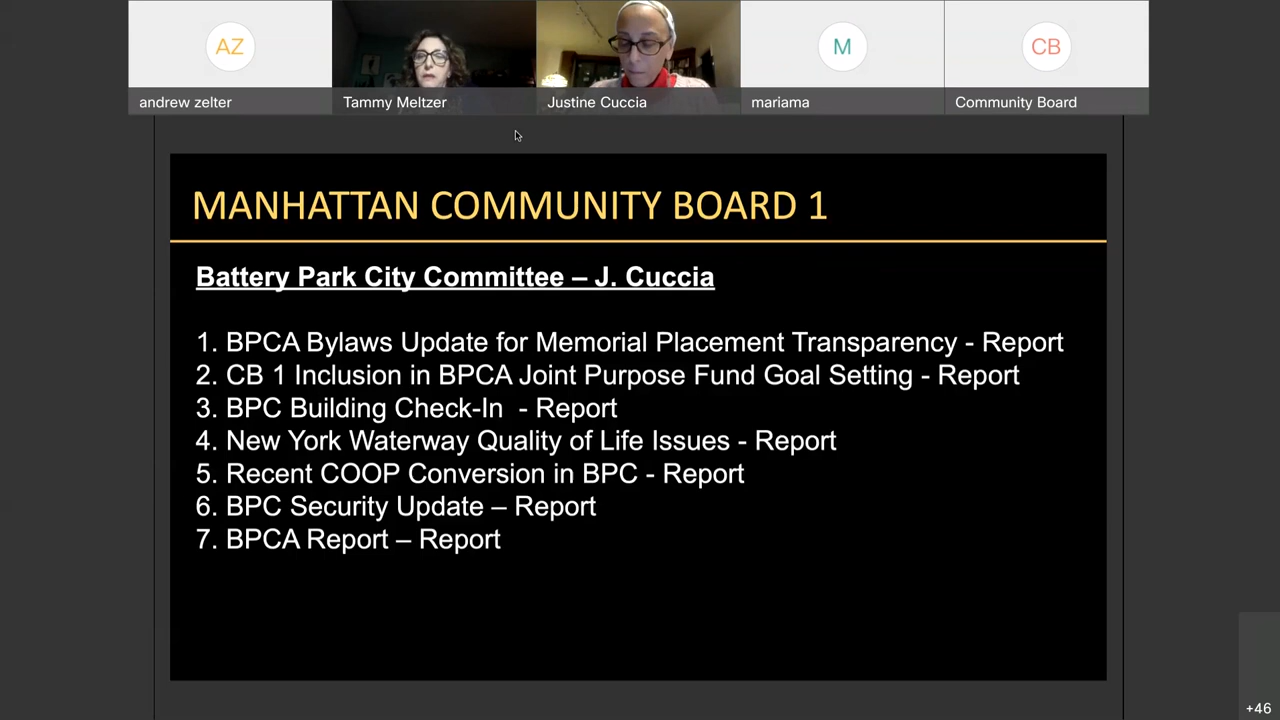 AZ
M
CB
andrew zelter
Tammy Meltzer
Justine Cuccia
mariama
Community Board
MANHATTAN COMMUNITY BOARD 1
Battery Park City Committee – J. Cuccia
1. BPCA Bylaws Update for Memorial Placement Transparency - Report
2. CB 1 Inclusion in BPCA Joint Purpose Fund Goal Setting - Report
3. BPC Building Check-In - Report
4. New York Waterway Quality of Life Issues - Report
5. Recent COOP Conversion in BPC - Report
6. BPC Security Update – Report
7. BPCA Report – Report
+46